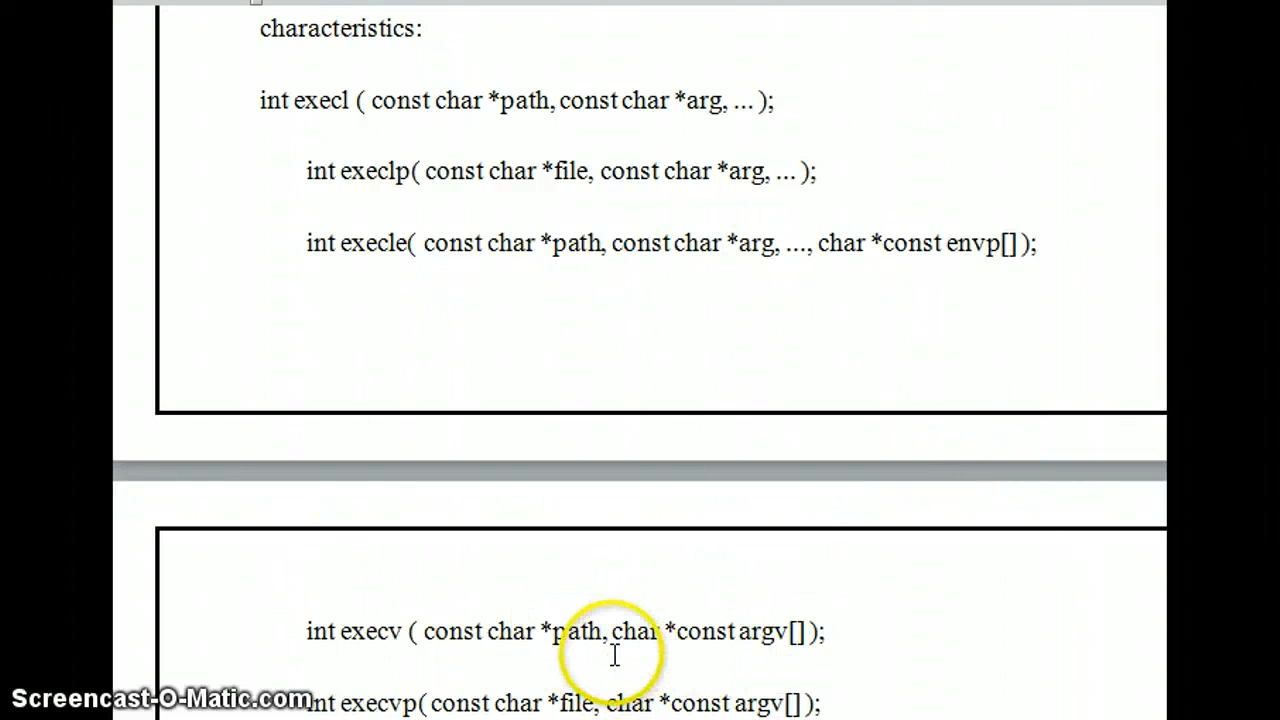 characteristics:
int execl ( const char *path, const char *arg, ... );
int execlp( const char *file, const char *arg, ... );
int execle( const char *path, const char *arg, ..., char *const envp[] );
int execv ( const char *path, char *const argv[] );
int execvp( const char *file, char *const argv[] );
Screencast-O-Matic.com